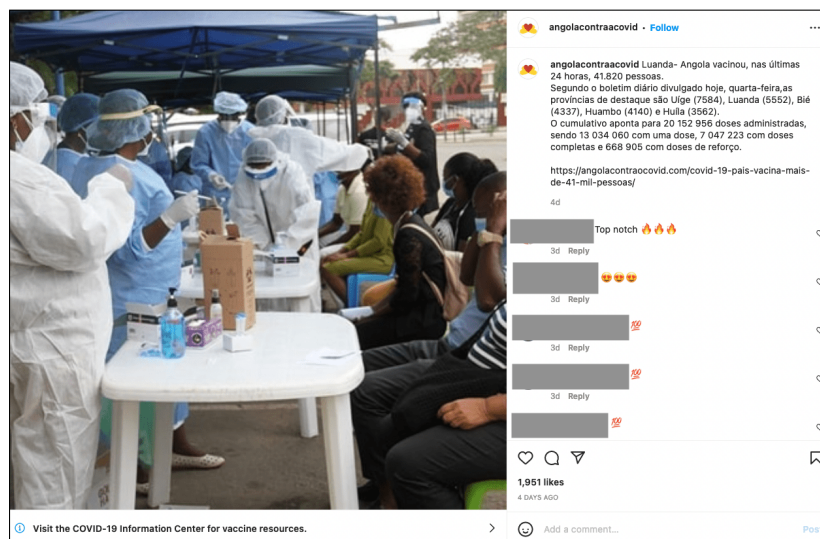 angolacontraacovid • Follow
angolacontraacovid Luanda- Angola vacinou, nas últimas
24 horas, 41.820 pessoas.
Segundo o boletim diário divulgado hoje, quarta-feira,as
províncias de destaque são Uíge (7584), Luanda (5552), Bié
(4337), Huambo (4140) e Huíla (3562).
O cumulativo aponta para 20 152 956 doses administradas,
sendo 13 034 060 com uma dose, 7 047 223 com doses
completas e 668 905 com doses de reforço.
https://angolacontraocovid.com/covid-19-pais-vacina-mais-
de-41-mil-pessoas/
4d
Top notch 🔥🔥🔥
3d Reply
😍😍😍
3d Reply
💯
3d Reply
💯
3d Reply
💯
1,951 likes
4 DAYS AGO
Visit the COVID-19 Information Center for vaccine resources.
Add a comment...
Pos